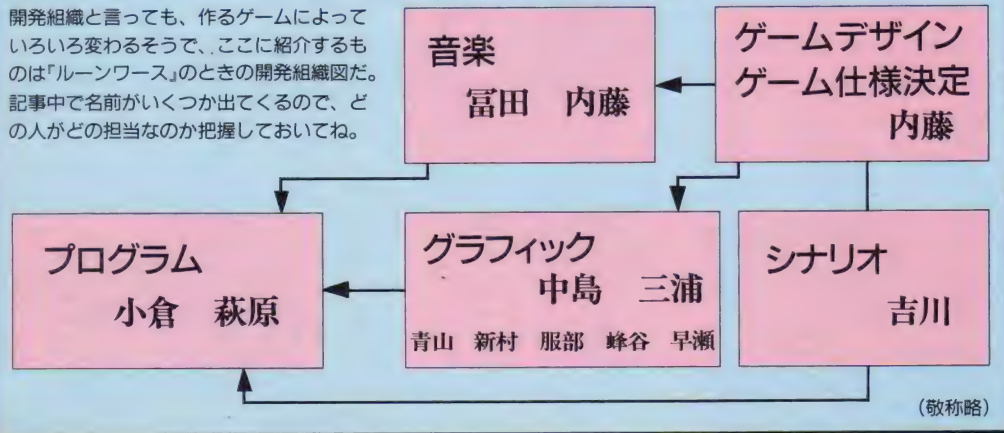 開発組織と言っても、作るゲームによって
いろいろ変わるそうで、ここに紹介するも
のは『ルーンワース』のときの開発組織図だ。
記事中で名前がいくつか出てくるので、ど
の人がどの担当なのか把握しておいてね。
音楽
冨田 内藤
ゲームデザイン
ゲーム仕様決定
内藤
プログラム
小倉 萩原
グラフィック
中島 三浦
青山 新村 服部 蜂谷 早瀬
シナリオ
吉川
(敬称略)